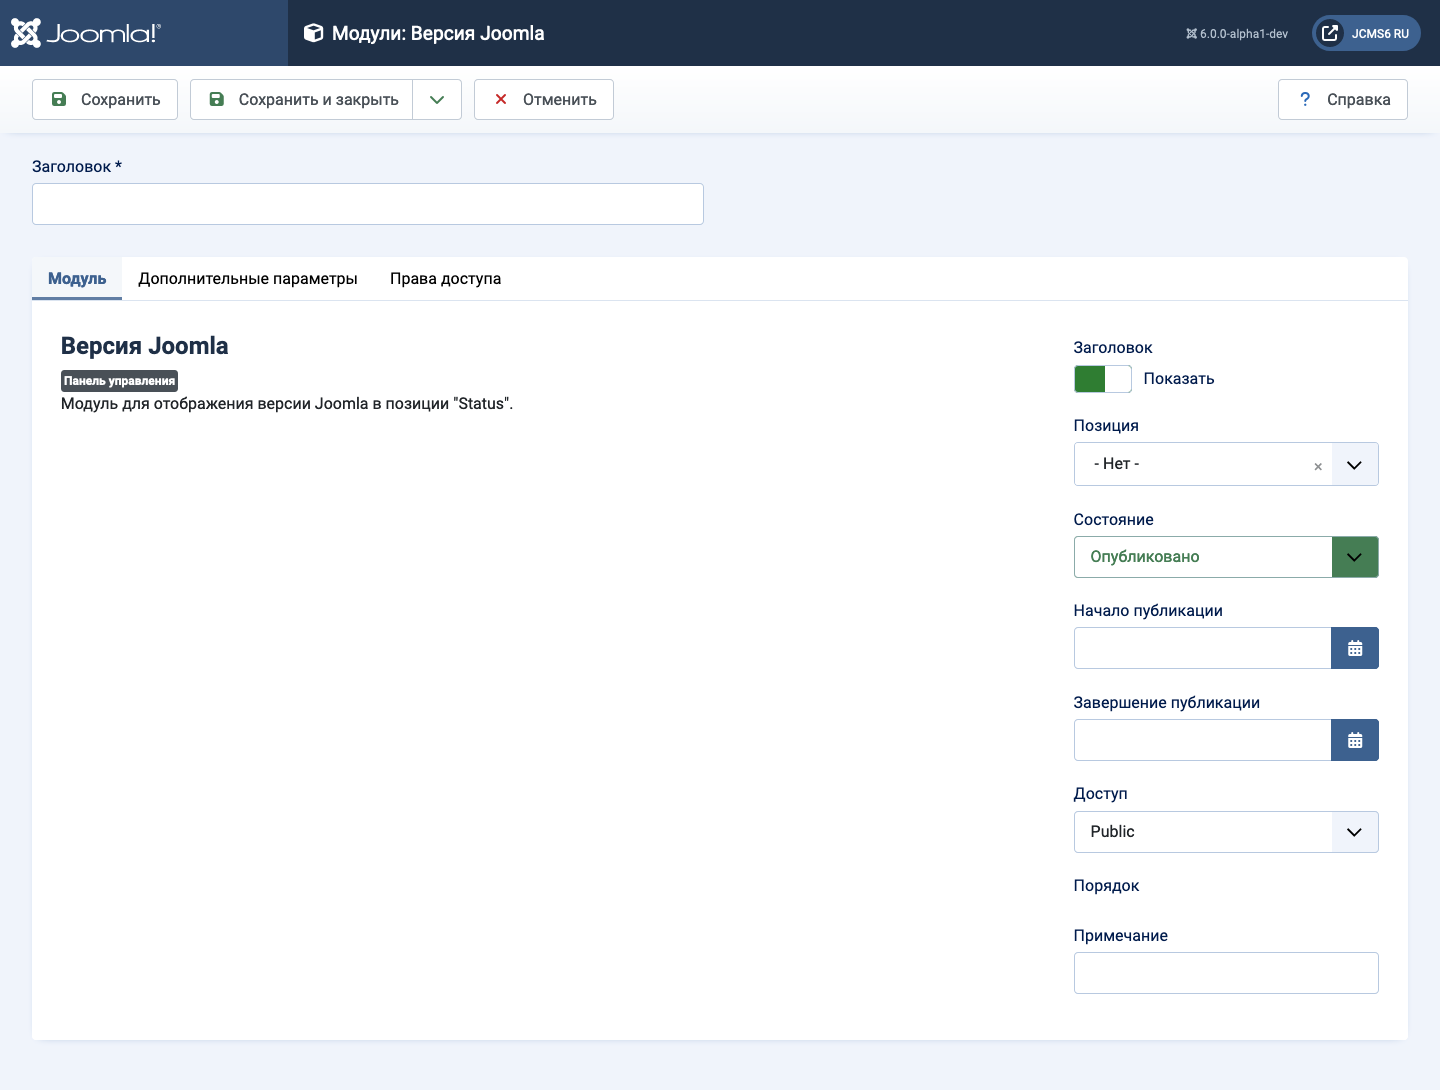 Joomla!®
Модули: Версия Joomla
6.0.0-alpha1-dev
JCMS6 RU
Сохранить
Сохранить и закрыть
Отменить
? Справка
Заголовок *
Модуль
Дополнительные параметры
Права доступа
Версия Joomla
Панель управления
Модуль для отображения версии Joomla в позиции "Status".
Заголовок
Показать
Позиция
- Нет -
Состояние
Опубликовано
Начало публикации
Завершение публикации
Доступ
Public
Порядок
Примечание